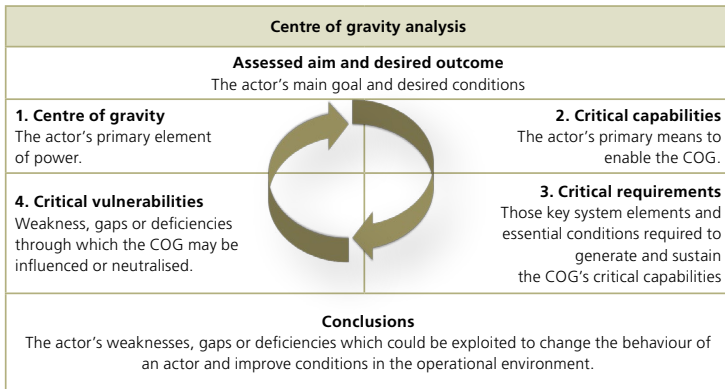 Centre of gravity analysis
Assessed aim and desired outcome
The actor's main goal and desired conditions
1. Centre of gravity
The actor's primary element
of power.
2. Critical capabilities
The actor's primary means to
enable the COG.
4. Critical vulnerabilities
Weakness, gaps or deficiencies
through which the COG may be
influenced or neutralised.
3. Critical requirements
Those key system elements and
essential conditions required to
generate and sustain
the COG's critical capabilities
Conclusions
The actor's weaknesses, gaps or deficiencies which could be exploited to change the behaviour of
an actor and improve conditions in the operational environment.